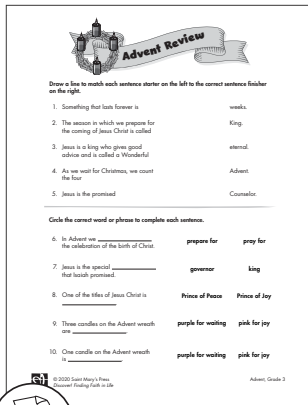 Advent Review
Draw a line to match each sentence starter on the left to the correct sentence finisher
on the right.
1. Something that lasts forever is weeks.
2. The season in which we prepare for King.
the coming of Jesus Christ is called
3. Jesus is a king who gives good eternal.
advice and is called a Wonderful
4. As we wait for Christmas, we count Advent.
the four
5. Jesus is the promised Counselor.
Circle the correct word or phrase to complete each sentence.
6. In Advent we ____________ prepare for pray for
the celebration of the birth of Christ.
7. Jesus is the special ____________ governor king
that Isaiah promised.
8. One of the titles of Jesus Christ is Prince of Peace Prince of Joy
____________.
9. Three candles on the Advent wreath purple for waiting pink for joy
are ____________.
10. One candle on the Advent wreath purple for waiting pink for joy
is ____________.
© 2020 Saint Mary's Press Advent, Grade 3
Discover! Finding Faith in Life